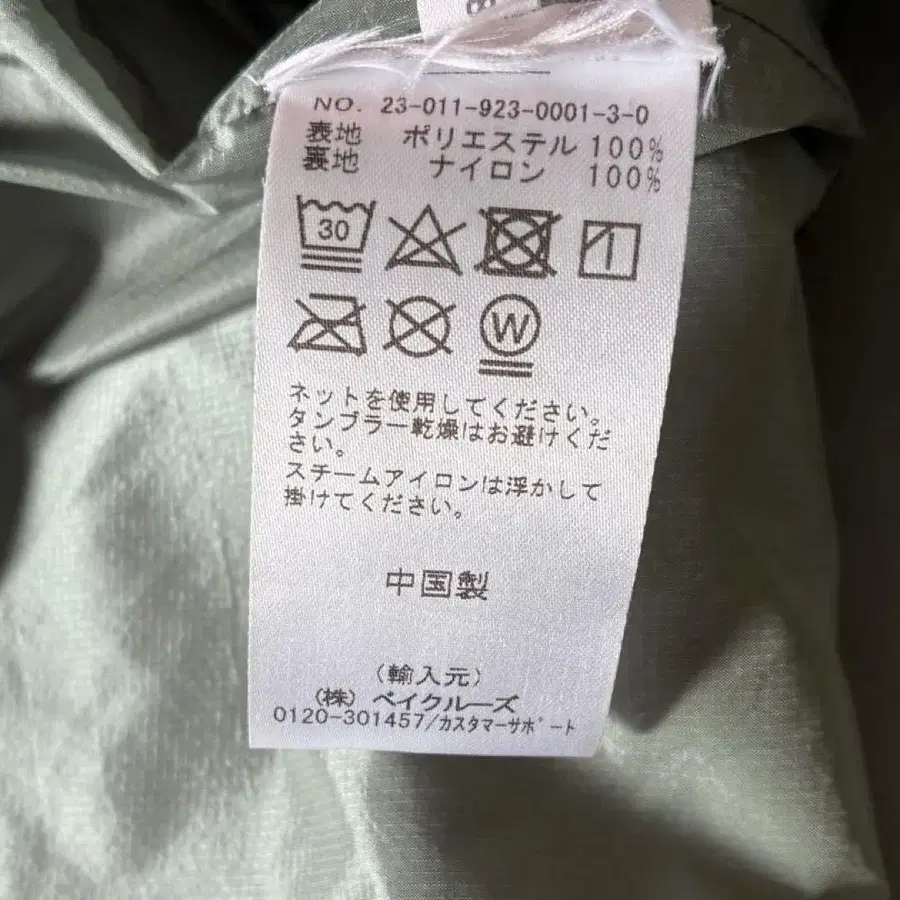 NO. 23-011-923-0001-3-0
表地 ポリエステル 100%
裏地 ナイロン 100%
30
W
ネットを使用してください。
タンブラー乾燥はお避けくだ
さい。
スチームアイロンは浮かして
掛けてください。
中国製
(輸入元)
(株) ベイクルーズ
0120-301457/カスタマーサポート